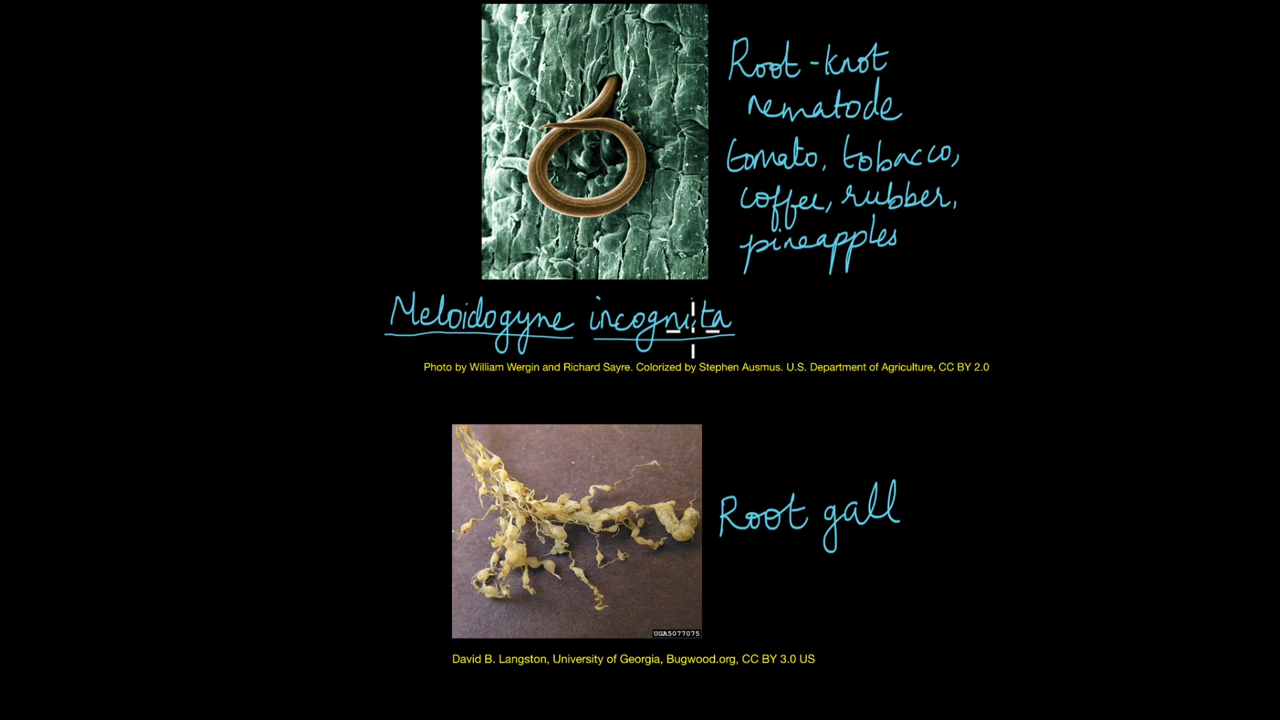 Root-knot
nematode
tomato, tobacco,
coffee, rubber,
pineapples
Meloidogyne incognita
Photo by William Wergin and Richard Sayre. Colorized by Stephen Ausmus. U.S. Department of Agriculture, CC BY 2.0
Root gall
UGA5077075
David B. Langston, University of Georgia, Bugwood.org, CC BY 3.0 US